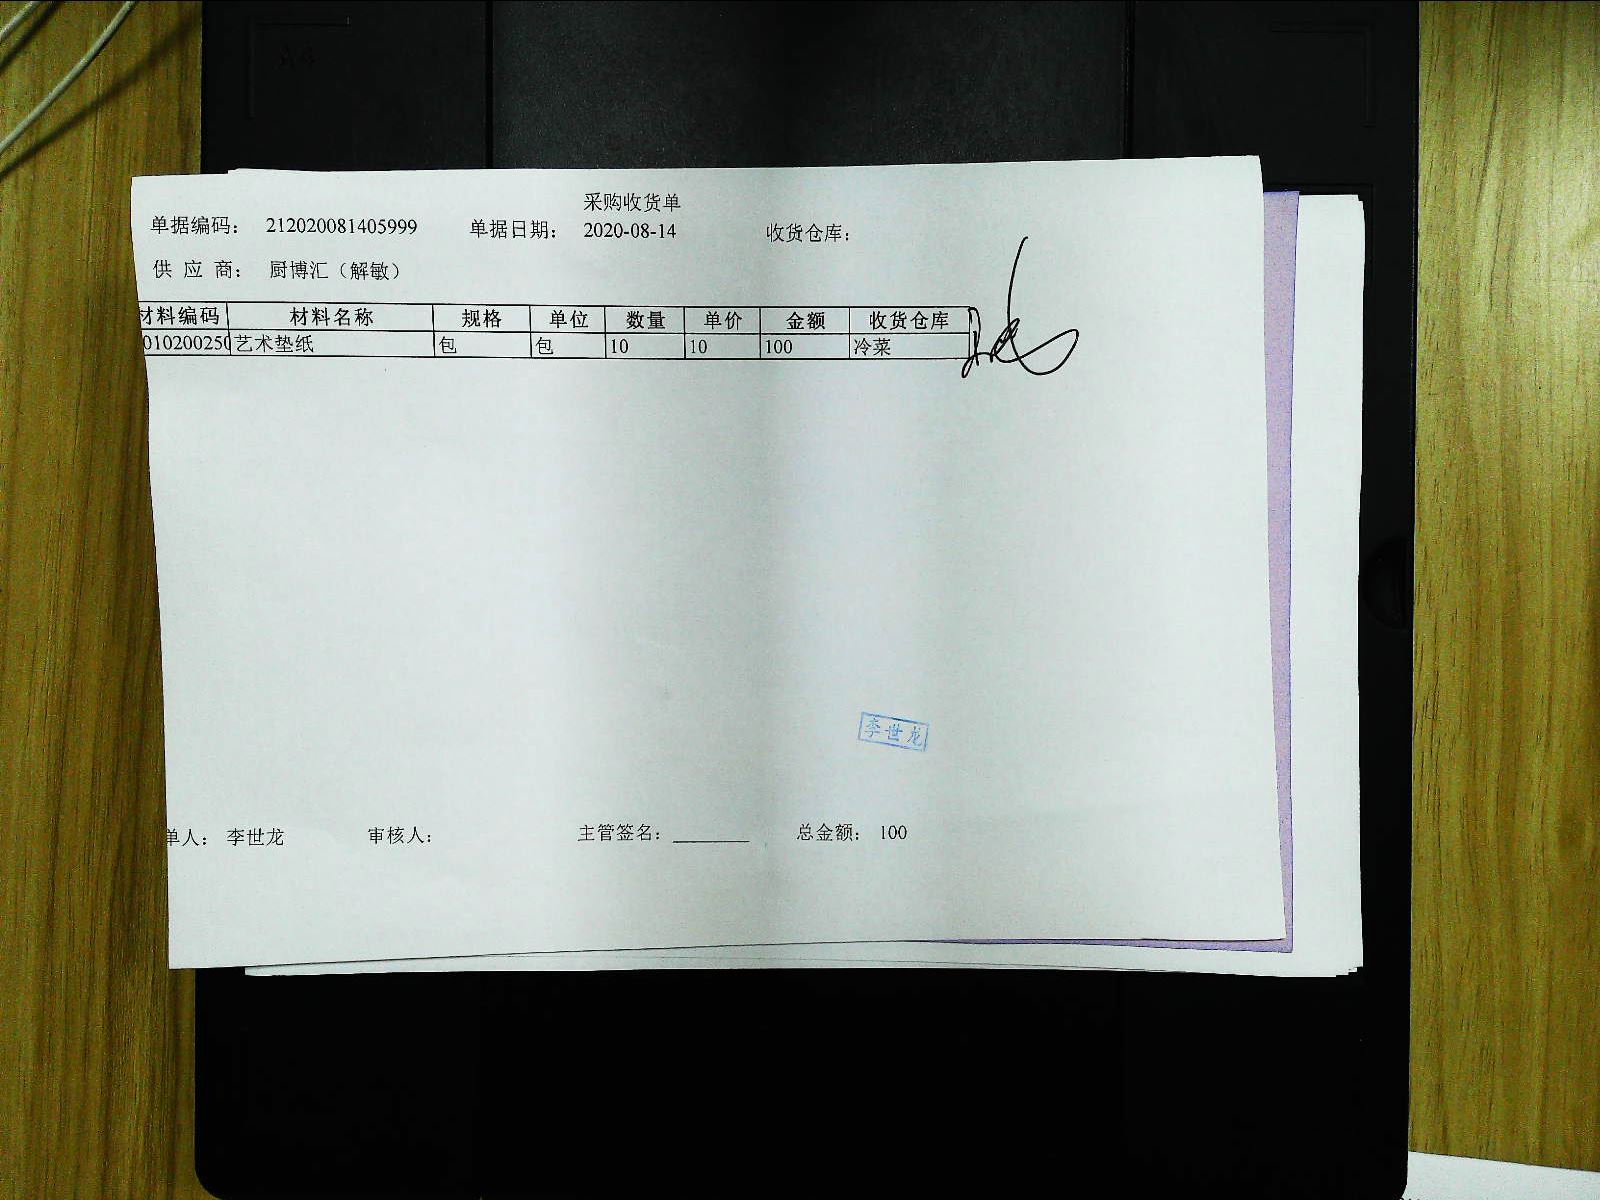 采购收货单
单据编码： 212020081405999 单据日期： 2020-08-14 收货仓库：
供 应 商： 厨博汇（解敏）
材料编码 材料名称 规格 单位 数量 单价 金额 收货仓库
010200250 艺术垫纸 包 包 10 10 100 冷菜
李世龙
单人： 李世龙 审核人： 主管签名： 总金额： 100